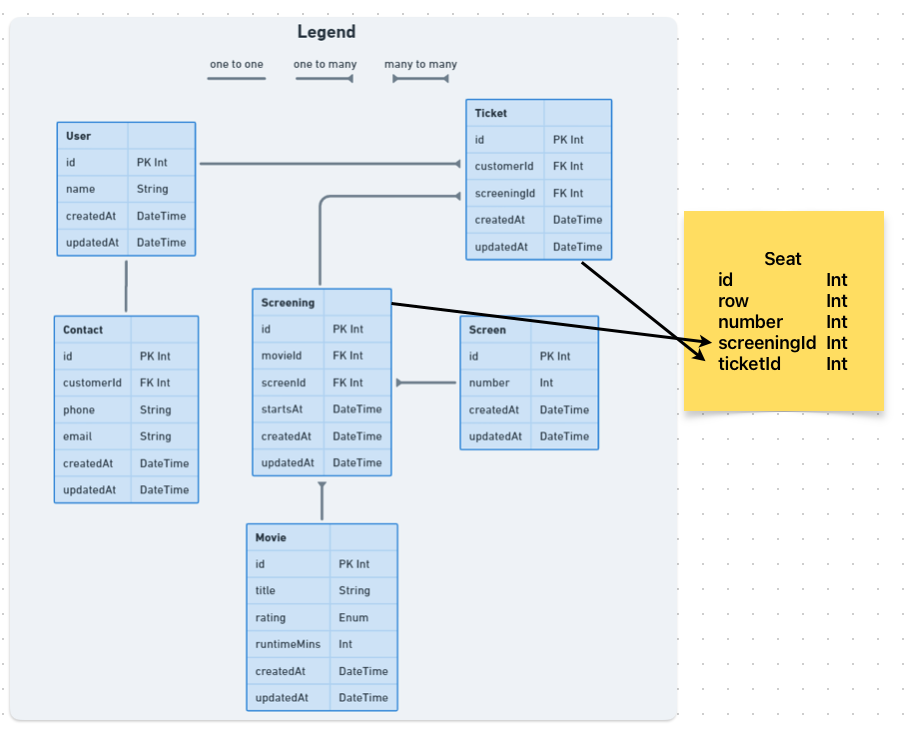 Legend
one to one
one to many
many to many
User
id PK Int
name String
createdAt DateTime
updatedAt DateTime
Ticket
id PK Int
customerId FK Int
screeningId FK Int
createdAt DateTime
updatedAt DateTime
Contact
id PK Int
customerId FK Int
phone String
email String
createdAt DateTime
updatedAt DateTime
Screening
id PK Int
movieId FK Int
screenId FK Int
startsAt DateTime
createdAt DateTime
updatedAt DateTime
Screen
id PK Int
number Int
createdAt DateTime
updatedAt DateTime
Movie
id PK Int
title String
rating Enum
runtimeMins Int
createdAt DateTime
updatedAt DateTime
Seat
id Int
row Int
number Int
screeningId Int
ticketId Int